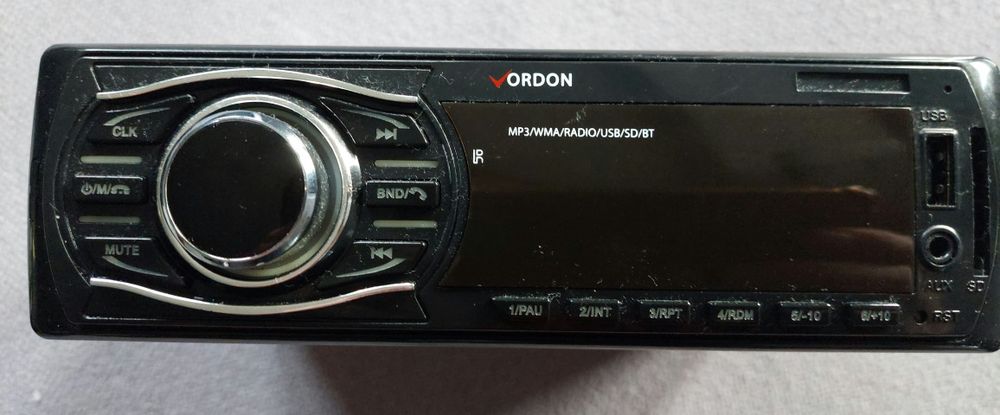 VORDON
MP3/WMA/RADIO/USB/SD/BT
USB
CLK
/M/
BND/
MUTE
AUX
SD
1/PAU
2/INT
3/RPT
4/RDM
5/-10
6/+10
RST